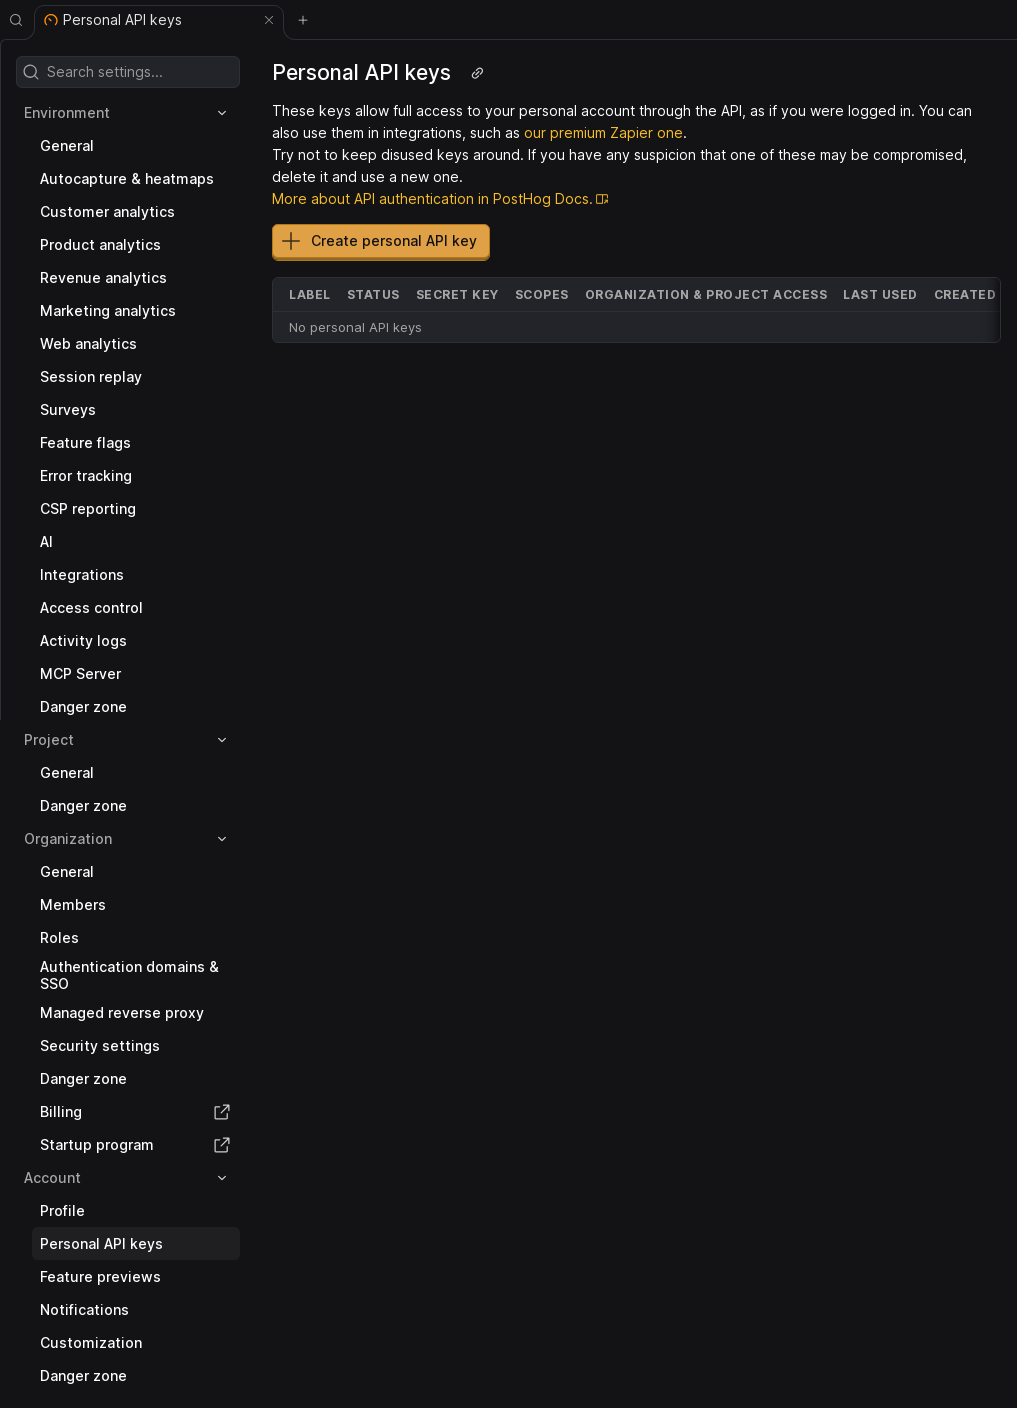 Personal API keys
Search settings...
Environment
General
Autocapture & heatmaps
Customer analytics
Product analytics
Revenue analytics
Marketing analytics
Web analytics
Session replay
Surveys
Feature flags
Error tracking
CSP reporting
AI
Integrations
Access control
Activity logs
MCP Server
Danger zone
Project
General
Danger zone
Organization
General
Members
Roles
Authentication domains &
SSO
Managed reverse proxy
Security settings
Danger zone
Billing
Startup program
Account
Profile
Personal API keys
Feature previews
Notifications
Customization
Danger zone
Personal API keys
These keys allow full access to your personal account through the API, as if you were logged in. You can
also use them in integrations, such as our premium Zapier one.
Try not to keep disused keys around. If you have any suspicion that one of these may be compromised,
delete it and use a new one.
More about API authentication in PostHog Docs.
Create personal API key
LABEL STATUS SECRET KEY SCOPES ORGANIZATION & PROJECT ACCESS LAST USED CREATED
No personal API keys